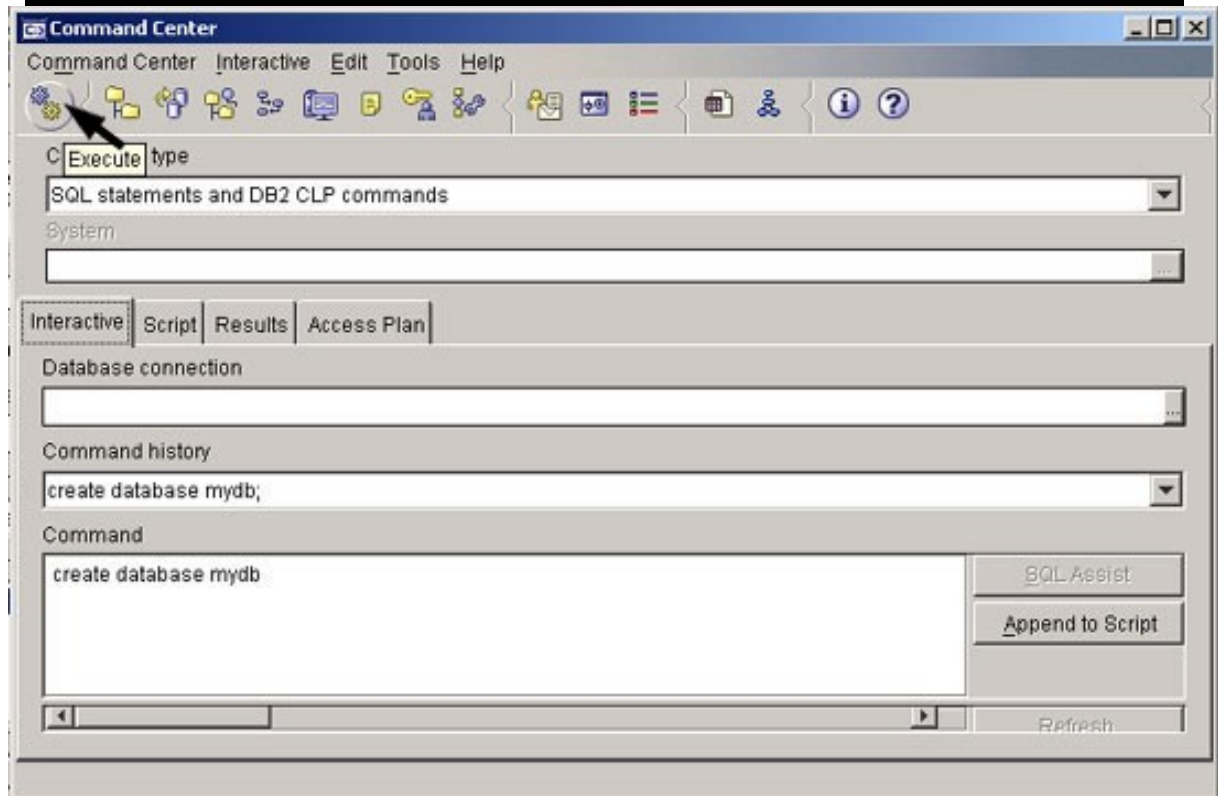 Command Center
Command Center Interactive Edit Tools Help
Execute type
SQL statements and DB2 CLP commands
System
...
Interactive Script Results Access Plan
Database connection
...
Command history
create database mydb;
Command
create database mydb
SQL Assist
Append to Script
Refresh